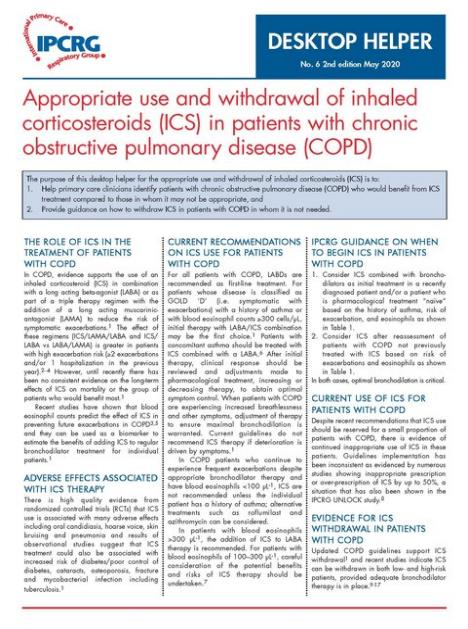 International Primary Care
IPCRG
Respiratory Group
DESKTOP HELPER
No. 6 2nd edition May 2020
Appropriate use and withdrawal of inhaled
corticosteroids (ICS) in patients with chronic
obstructive pulmonary disease (COPD)
The purpose of this desktop helper for the appropriate use and withdrawal of inhaled corticosteroids (ICS) is to:
1. Help primary care clinicians identify patients with chronic obstructive pulmonary disease (COPD) who would benefit from ICS
treatment compared to those in whom it may not be appropriate, and
2. Provide guidance on how to withdraw ICS in patients with COPD in whom it is not needed.
THE ROLE OF ICS IN THE
TREATMENT OF PATIENTS
WITH COPD
In COPD, evidence supports the use of an
inhaled corticosteroid (ICS) in combination
with a long acting beta-agonist (LABA) or as
part of a triple therapy regimen with the
addition of a long acting muscarinic-
antagonist (LAMA) to reduce the risk of
symptomatic exacerbations.1 The effect of
these regimens (ICS/LAMA/LABA and ICS/
LABA vs LABA/LAMA) is greater in patients
with high exacerbation risk (≥2 exacerbations
and/or 1 hospitalization in the previous
year).2–4 However, until recently there has
been no consistent evidence on the long-term
effects of ICS on mortality or the group of
patients who would benefit most.1
Recent studies have shown that blood
eosinophil counts predict the effect of ICS in
preventing future exacerbations in COPD3,5
and they can be used as a biomarker to
estimate the benefits of adding ICS to regular
bronchodilator treatment for individual
patients.1
ADVERSE EFFECTS ASSOCIATED
WITH ICS THERAPY
There is high quality evidence from
randomized controlled trials (RCTs) that ICS
use is associated with many adverse effects
including oral candidiasis, hoarse voice, skin
bruising and pneumonia and results of
observational studies suggest that ICS
treatment could also be associated with
increased risk of diabetes/poor control of
diabetes, cataracts, osteoporosis, fracture
and mycobacterial infection including
tuberculosis.1
CURRENT RECOMMENDATIONS
ON ICS USE FOR PATIENTS
WITH COPD
For all patients with COPD, LABDs are
recommended as first-line treatment. For
patients whose disease is classified as
GOLD 'D' (i.e. symptomatic with
exacerbations) with a history of asthma or
with blood eosinophil counts ≥300 cells/µL,
initial therapy with LABA/ICS combination
may be the first choice.1 Patients with
concomitant asthma should be treated with
ICS combined with a LABA.6 After initial
therapy, clinical response should be
reviewed and adjustments made to
pharmacological treatment, increasing or
decreasing therapy, to obtain optimal
symptom control. When patients with COPD
are experiencing increased breathlessness
and other symptoms, adjustment of therapy
to ensure maximal bronchodilation is
warranted. Current guidelines do not
recommend ICS therapy if deterioration is
driven by symptoms.1
In COPD patients who continue to
experience frequent exacerbations despite
appropriate bronchodilator therapy and
have blood eosinophils <100 µL-1, ICS are
not recommended unless the individual
patient has a history of asthma; alternative
treatments such as roflumilast and
azithromycin can be considered.
In patients with blood eosinophils
>300 µL-1, the addition of ICS to LABA
therapy is recommended. For patients with
blood eosinophils of 100–300 µL-1, careful
consideration of the potential benefits
and risks of ICS therapy should be
undertaken.7
IPCRG GUIDANCE ON WHEN
TO BEGIN ICS IN PATIENTS
WITH COPD
1. Consider ICS combined with broncho-
dilators as initial treatment in a recently
diagnosed patient and/or a patient who
is pharmacological treatment "naive"
based on the history of asthma, risk of
exacerbation, and eosinophils as shown
in Table 1.
2. Consider ICS after reassessment of
patients with COPD not previously
treated with ICS based on risk of
exacerbations and eosinophils as shown
in Table 1.
In both cases, optimal bronchodilation is critical.
CURRENT USE OF ICS FOR
PATIENTS WITH COPD
Despite recent recommendations that ICS use
should be reserved for a small proportion of
patients with COPD, there is evidence of
continued inappropriate use of ICS in these
patients. Guidelines implementation has
been inconsistent as evidenced by numerous
studies showing inappropriate prescription
or over-prescription of ICS by up to 50%, a
situation that has also been shown in the
IPCRG UNLOCK study.8
EVIDENCE FOR ICS
WITHDRAWAL IN PATIENTS
WITH COPD
Updated COPD guidelines support ICS
withdrawal1 and recent studies indicate ICS
can be withdrawn in both low- and high-risk
patients, provided adequate bronchodilator
therapy is in place.9-17